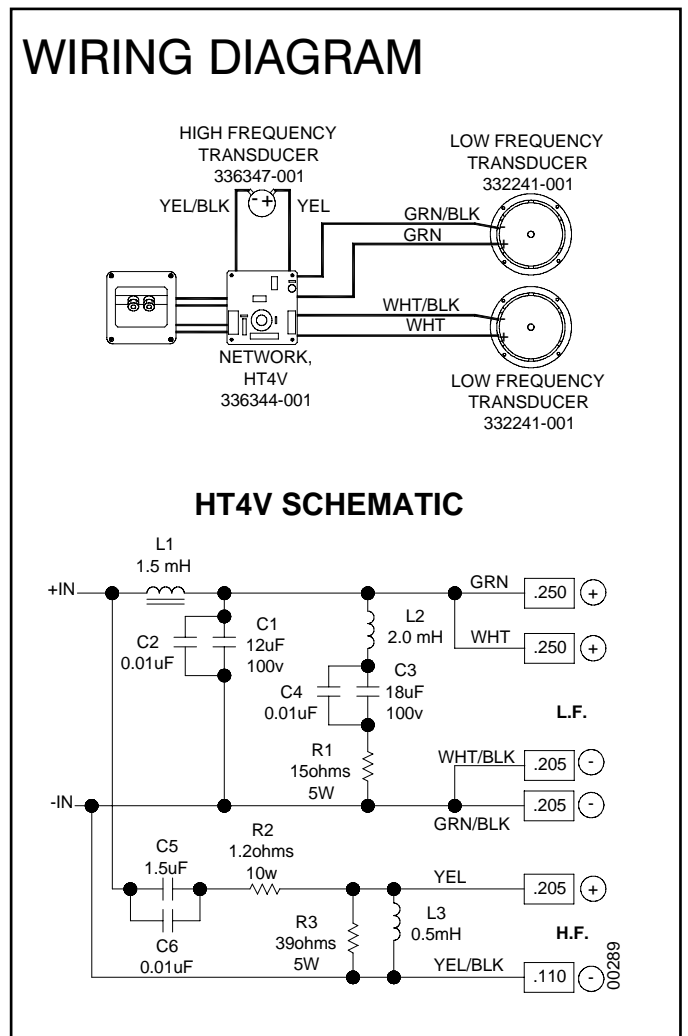 WIRING DIAGRAM
HIGH FREQUENCY
TRANSDUCER
336347-001
YEL/BLK
- +
YEL
LOW FREQUENCY
TRANSDUCER
332241-001
GRN/BLK
GRN
-
+
WHT/BLK
WHT
-
+
NETWORK,
HT4V
336344-001
LOW FREQUENCY
TRANSDUCER
332241-001
HT4V SCHEMATIC
L1
1.5 mH
+IN
GRN
.250 +
L2
2.0 mH
WHT
.250 +
C2
0.01uF
C1
12uF
100v
C4
0.01uF
C3
18uF
100v
L.F.
R1
15ohms
5W
WHT/BLK
.205 -
-IN
.205 -
GRN/BLK
C5
1.5uF
R2
1.2ohms
10w
YEL
.205 +
C6
0.01uF
R3
39ohms
5W
L3
0.5mH
H.F.
YEL/BLK
.110 -
00289